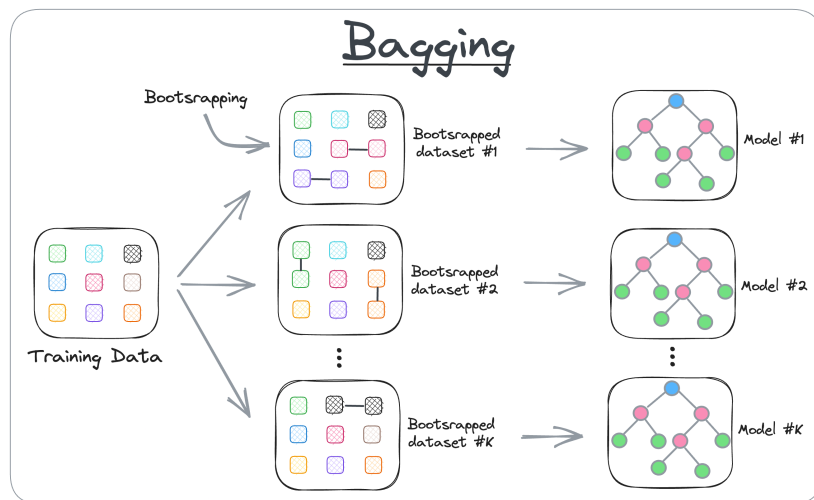 Bagging
Bootsrapping
Bootsrapped
dataset #1
Model #1
Bootsrapped
dataset #2
Model #2
Training Data
Bootsrapped
dataset #K
Model #K